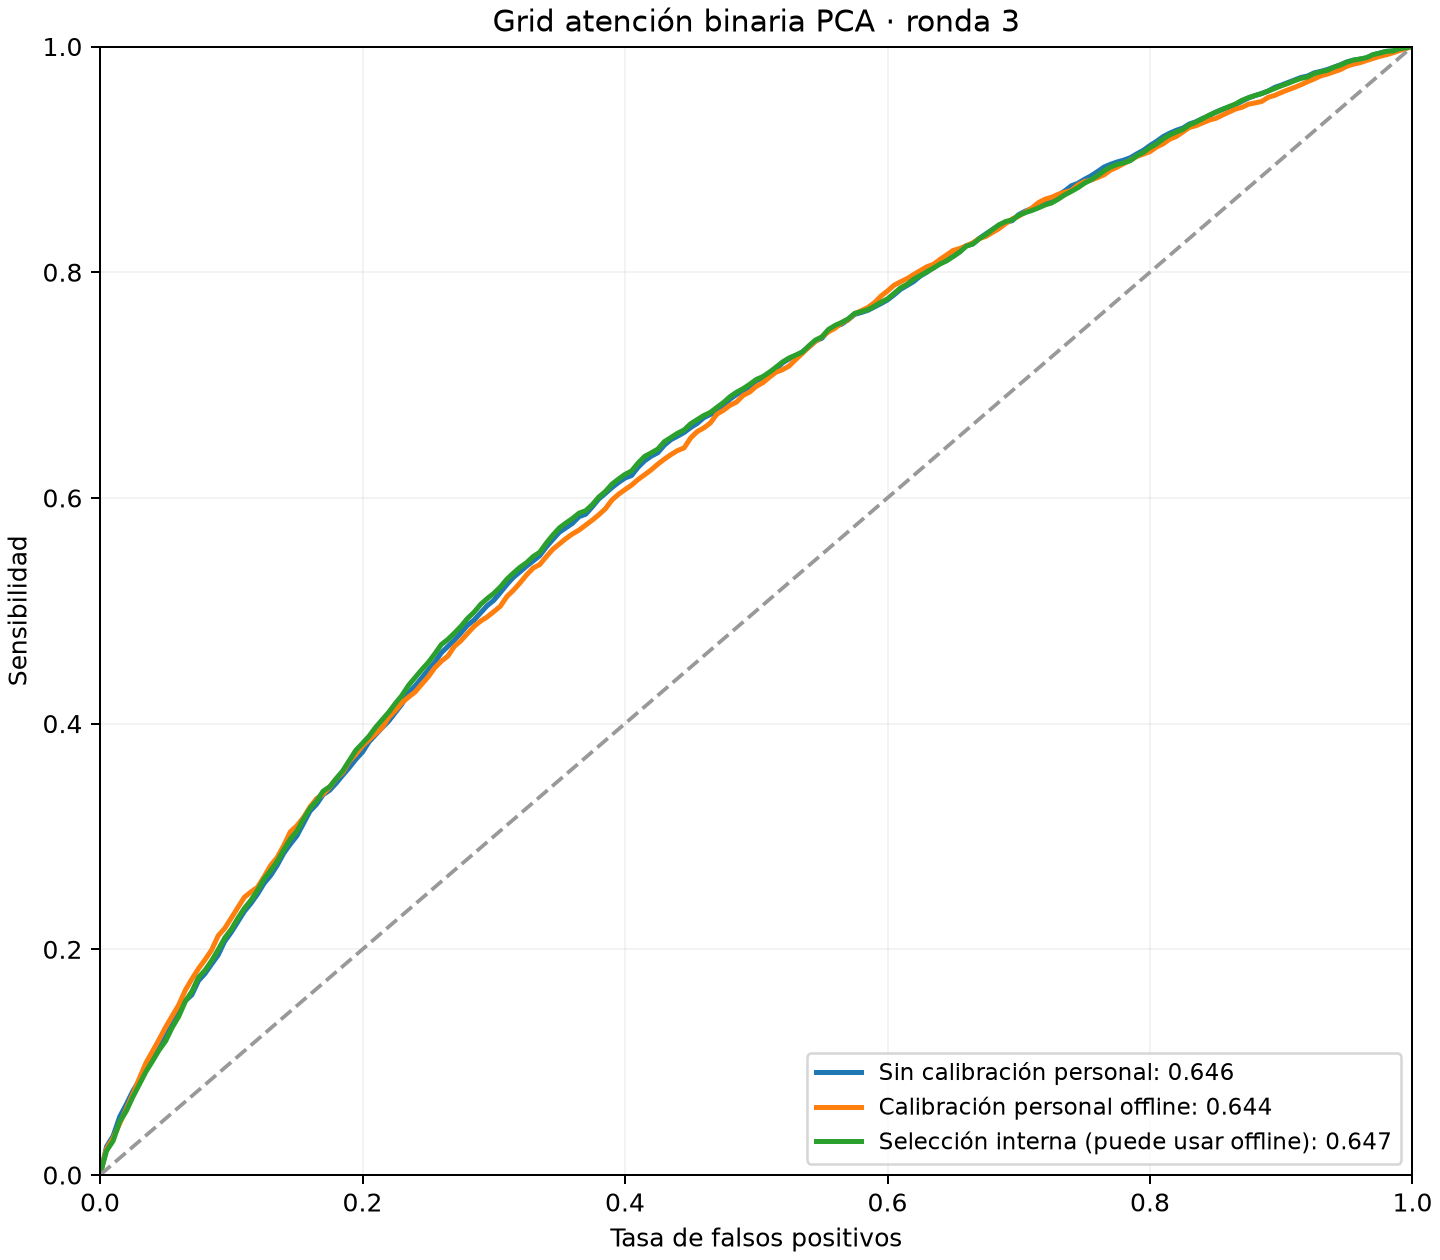 Grid atención binaria PCA · ronda 3
1.0
0.8
0.6
0.4
0.2
0.0
Sensibilidad
0.0 0.2 0.4 0.6 0.8 1.0
Tasa de falsos positivos
Sin calibración personal: 0.646
Calibración personal offline: 0.644
Selección interna (puede usar offline): 0.647